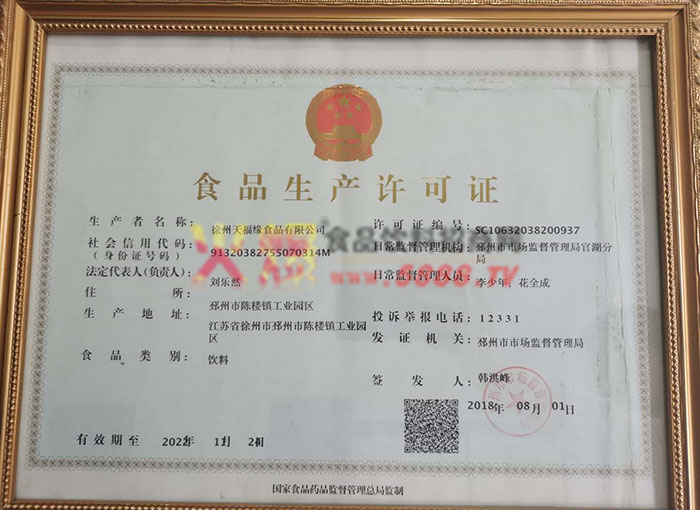 食品生产许可证
生产者名称：徐州天福缘食品有限公司
社会信用代码：91320382755070314M
（身份证号码）
法定代表人（负责人）：刘乐然
住所：邳州市陈楼镇工业园区
生产地址：江苏省徐州市邳州市陈楼镇工业园
区
食品类别：饮料
有效期至
许可证编号：SC10632038200937
日常监督管理机构：邳州市市场监督管理局官湖分
局
日常监督管理人员：李少年、花全成
投诉举报电话：12331
发证机关：邳州市市场监督管理局
签发人：韩洪峰
2018年 08月 01日
国家食品药品监督管理总局监制